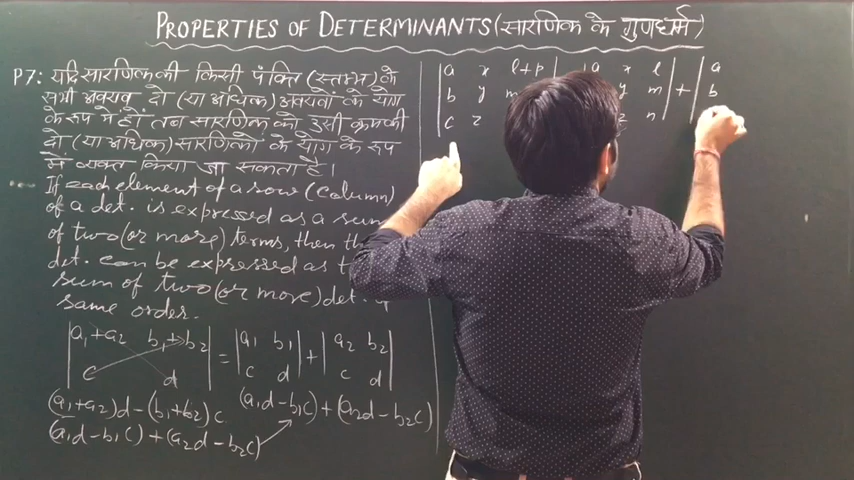 PROPERTIES OF DETERMINANTS (सारणिक के गुणधर्म)
P7: यदि सारणिक की किसी पंक्ति (स्तम्भ) के
सभी अवयव दो (या अधिक) अवयवों के योग
के रूप में हों तब सारणिक को उसी क्रम की
दो (या अधिक) सारणिकों के योग के रूप
में व्यक्त किया जा सकता है।
If each element of a row (column)
of a det. is expressed as a sum
of two (or more) terms, then
det. can be expressed as
sum of two (or more) det.
same order.
|a₁+a₂ b₁+b₂| = |a₁ b₁| + |a₂ b₂|
|c d| |c d| |c d|
(a₁+a₂)d-(b₁+b₂)c (a₁d-b₁c)+(a₂d-b₂c)
(a₁d-b₁c)+(a₂d-b₂c)
|a x l+p| |a x l| + |a
|b y m y m| |b
|c z z n|